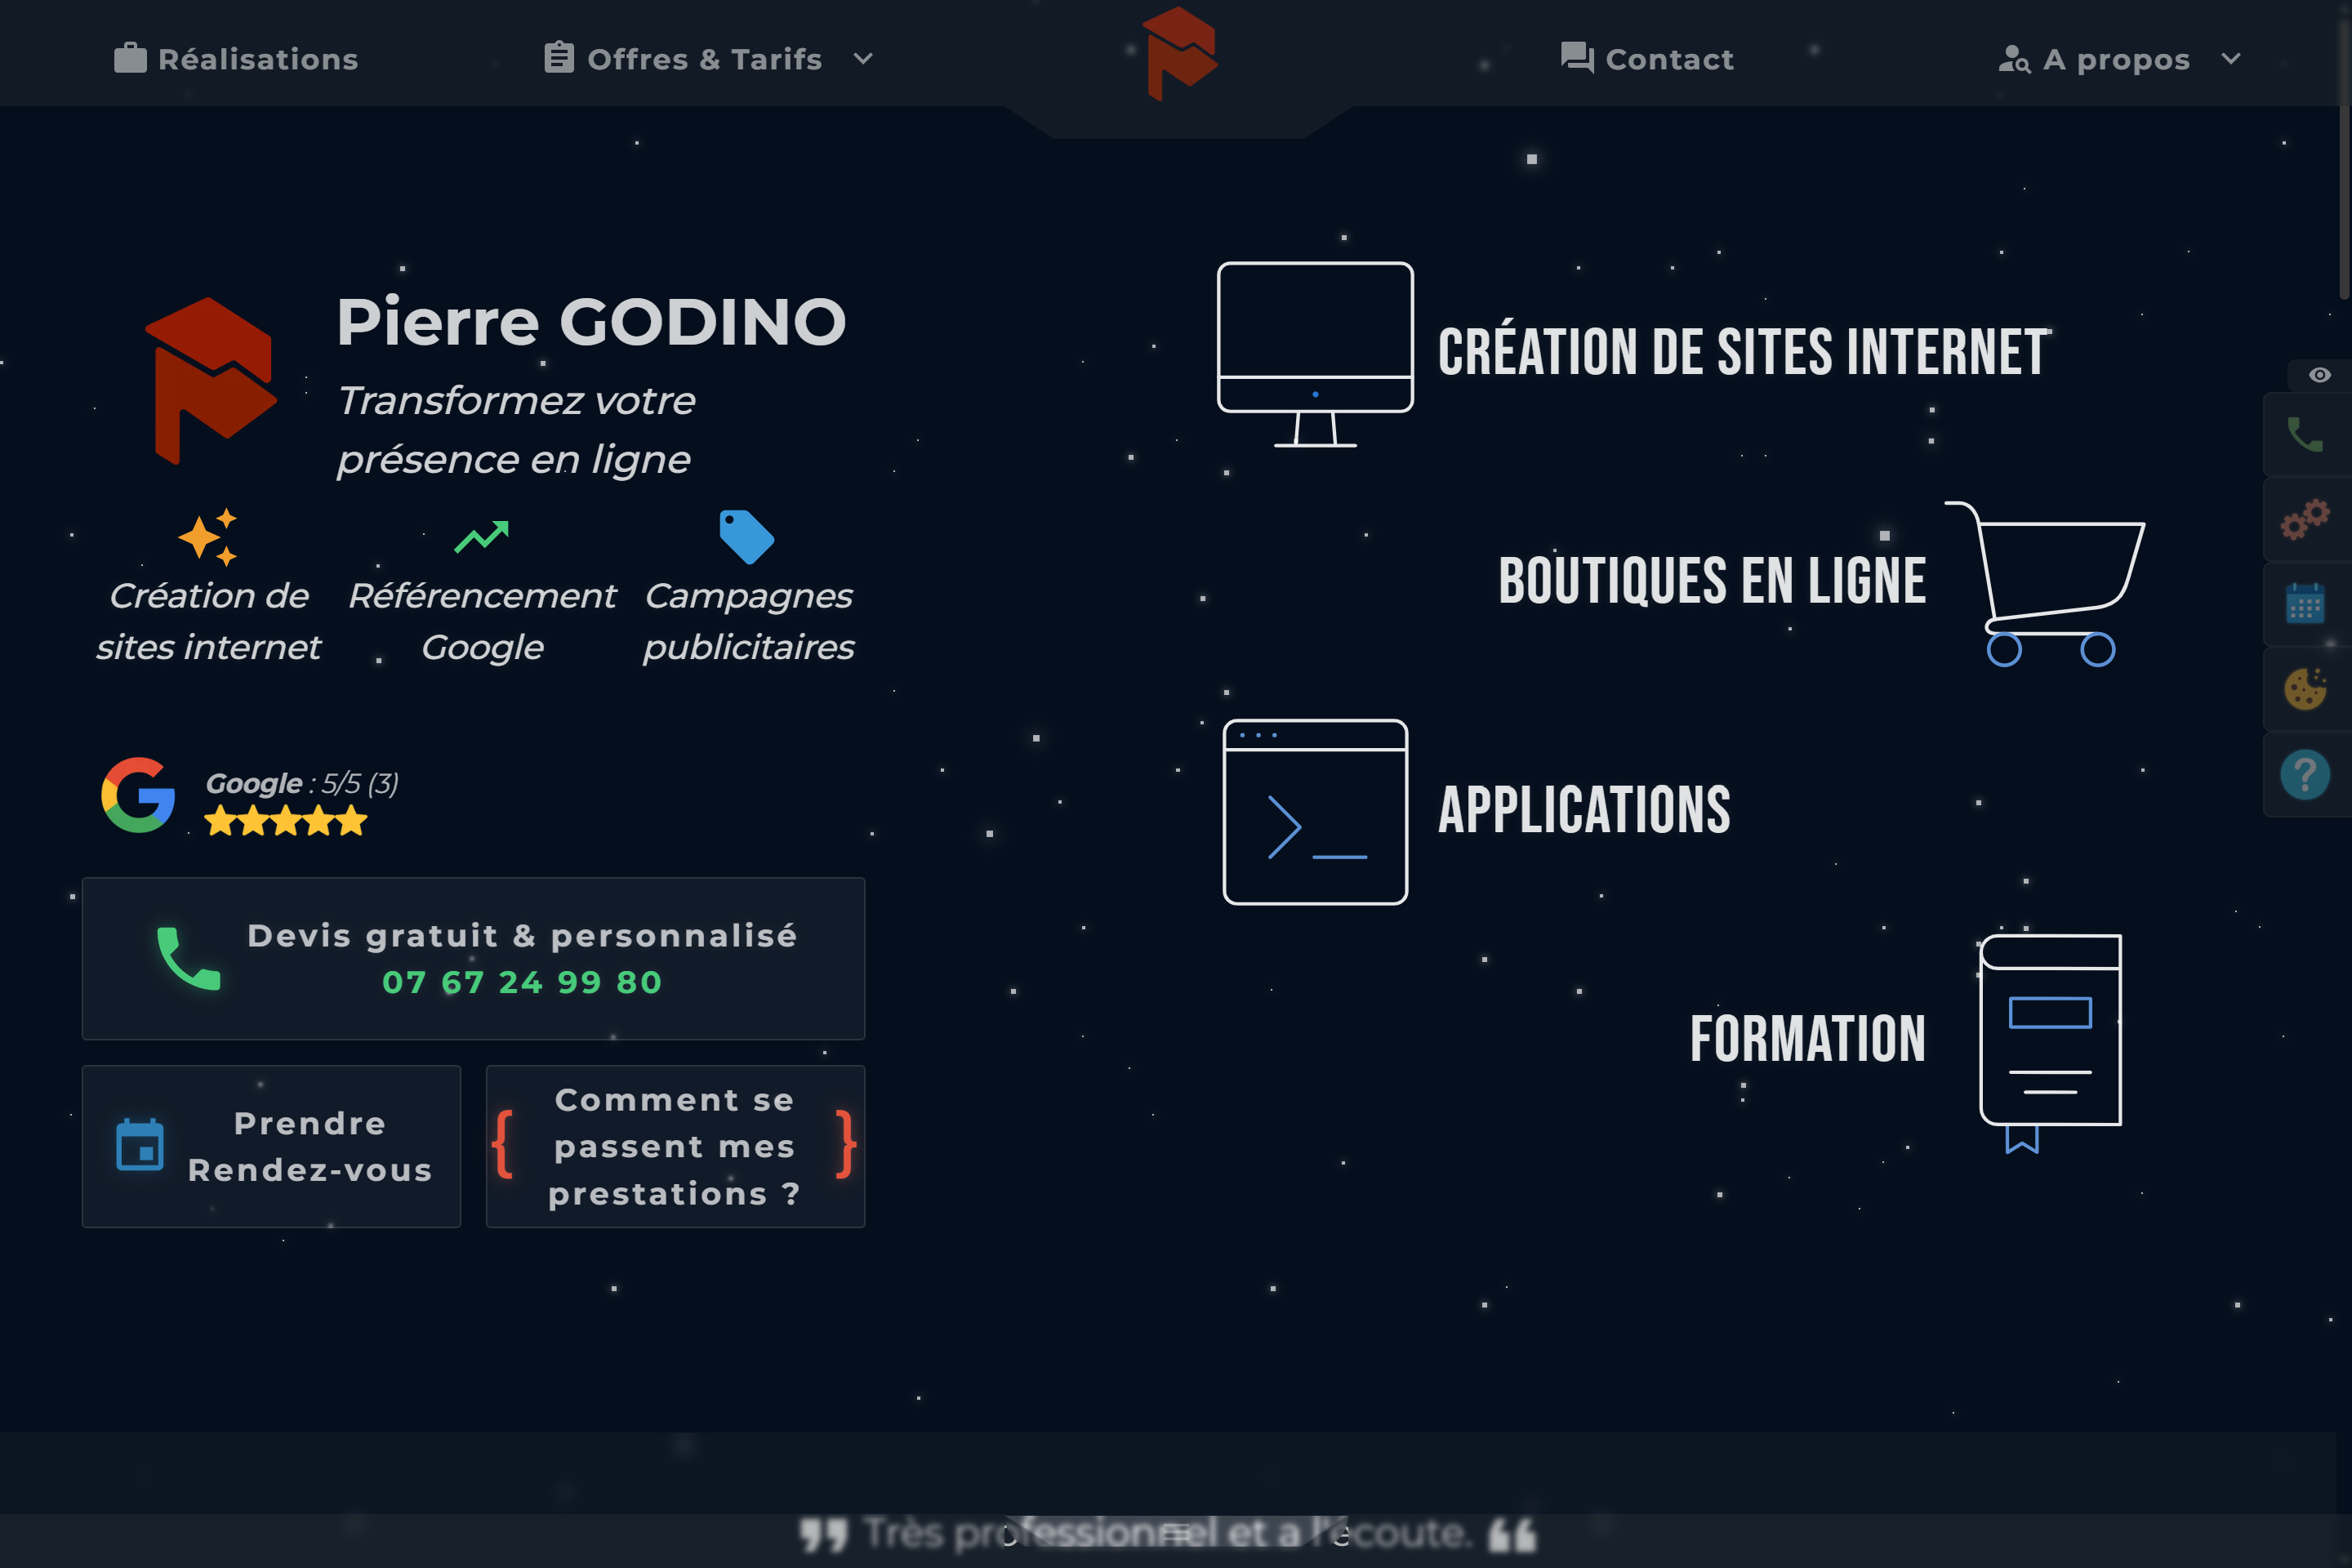 Réalisations
Offres & Tarifs
Contact
A propos
Pierre GODINO
Transformez votre
présence en ligne
Création de
sites internet
Référencement
Google
Campagnes
publicitaires
Google : 5/5 (3)
Devis gratuit & personnalisé
07 67 24 99 80
Prendre
Rendez-vous
{ Comment se
passent mes
prestations ? }
CRÉATION DE SITES INTERNET
BOUTIQUES EN LIGNE
APPLICATIONS
FORMATION
Très professionnel et a l'écoute.